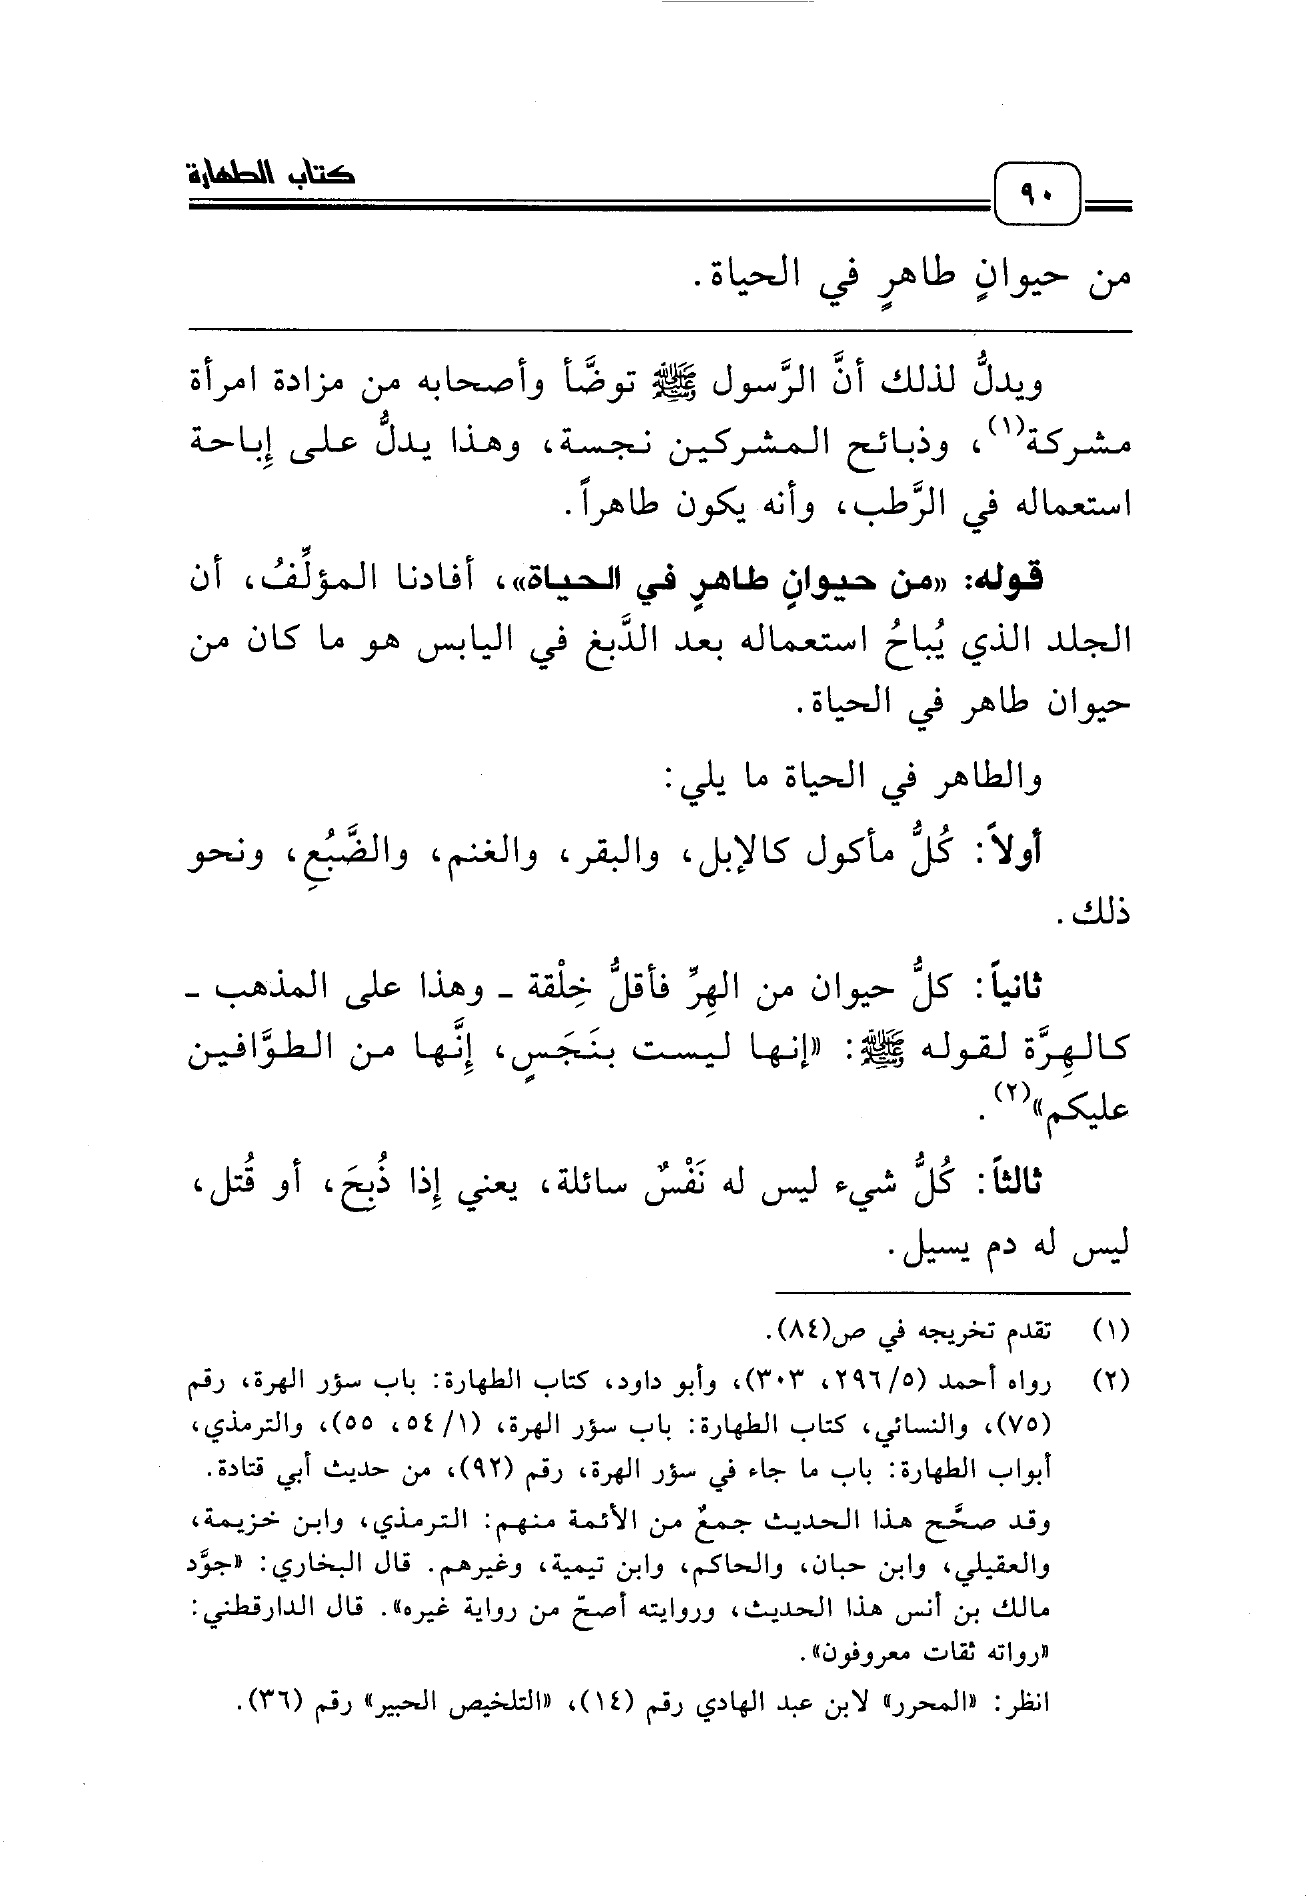 كتاب الطهارة
٩٠
من حيوانٍ طاهرٍ في الحياة.
ويدلُّ لذلك أنَّ الرَّسول ﷺ توضَّأ وأصحابه من مزادة امرأة
مشركة(١)، وذبائح المشركين نجسة، وهذا يدلُّ على إباحة
استعماله في الرَّطب، وأنه يكون طاهراً.
قوله: «من حيوانٍ طاهرٍ في الحياة»، أفادنا المؤلِّفُ، أن
الجلد الذي يُباحُ استعماله بعد الدَّبغ في اليابس هو ما كان من
حيوان طاهر في الحياة.
والطاهر في الحياة ما يلي:
أولاً: كُلُّ مأكول كالإبل، والبقر، والغنم، والضَّبُعِ، ونحو
ذلك.
ثانياً: كلُّ حيوان من الهِرِّ فأقلُّ خِلْقة ـ وهذا على المذهب ـ
كالهِرَّة لقوله ﷺ: «إنها ليست بنَجَسٍ، إِنَّها من الطوَّافين
عليكم»(٢).
ثالثاً: كُلُّ شيء ليس له نَفْسٌ سائلة، يعني إِذا ذُبِحَ، أو قُتل،
ليس له دم يسيل.
(١) تقدم تخريجه في ص(٨٤).
(٢) رواه أحمد (٥/ ٢٩٦، ٣٠٣)، وأبو داود، كتاب الطهارة: باب سؤر الهرة، رقم
(٧٥)، والنسائي، كتاب الطهارة: باب سؤر الهرة، (١/ ٥٤، ٥٥)، والترمذي،
أبواب الطهارة: باب ما جاء في سؤر الهرة، رقم (٩٢)، من حديث أبي قتادة.
وقد صحَّح هذا الحديث جمعٌ من الأئمة منهم: الترمذي، وابن خزيمة،
والعقيلي، وابن حبان، والحاكم، وابن تيمية، وغيرهم. قال البخاري: «جوَّد
مالك بن أنس هذا الحديث، وروايته أصحّ من رواية غيره». قال الدارقطني:
«رواته ثقات معروفون».
انظر: «المحرر» لابن عبد الهادي رقم (١٤)، «التلخيص الحبير» رقم (٣٦).